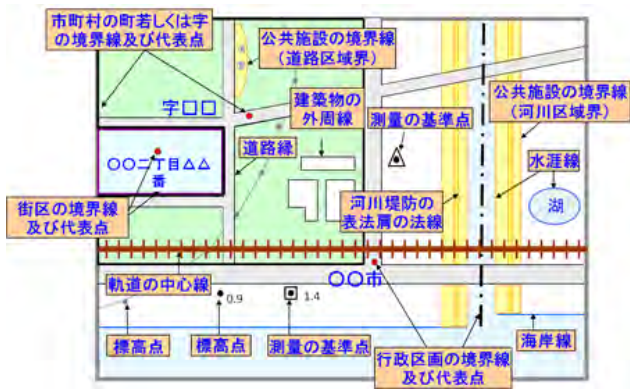 市町村の町若しくは字
の境界線及び代表点
公共施設の境界線
(道路区域界)
字□□
建築物の
外周線
測量の基準点
公共施設の境界線
(河川区域界)
〇〇二丁目△△
番
道路縁
水涯線
街区の境界線
及び代表点
河川堤防の
表法肩の法線
湖
軌道の中心線
〇〇市
0.9
1.4
標高点
標高点
測量の基準点
行政区画の境界線
及び代表点
海岸線